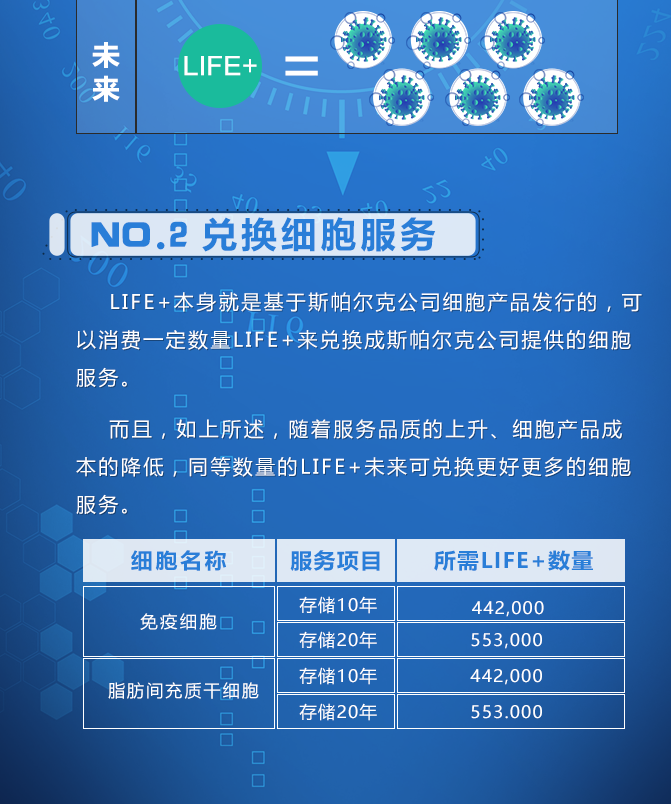 未来
LIFE+ =
NO.2 兑换细胞服务
LIFE+本身就是基于斯帕尔克公司细胞产品发行的，可
以消费一定数量LIFE+来兑换成斯帕尔克公司提供的细胞
服务。
而且，如上所述，随着服务品质的上升、细胞产品成
本的降低，同等数量的LIFE+未来可兑换更好更多的细胞
服务。
细胞名称 服务项目 所需LIFE+数量
免疫细胞 存储10年 442,000
存储20年 553,000
脂肪间充质干细胞 存储10年 442,000
存储20年 553.000